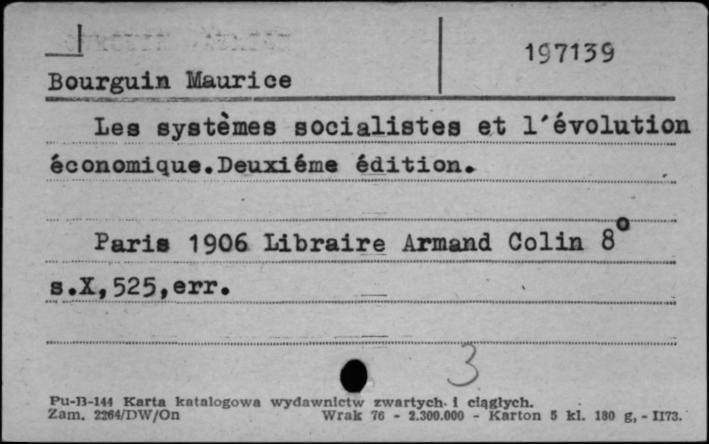 197139
Bourguin Maurice
Les systèmes socialistes et l'évolution
économique.Deuxiéme édition.
Paris 1906 Libraire Armand Colin 8°
s.X,525,err.
3
Pu-B-144 Karta katalogowa wydawnictw zwartych i ciągłych.
Zam. 2264/DW/On Wrak 76 - 2.300.000 - Karton 5 kl. 180 g, - II73.